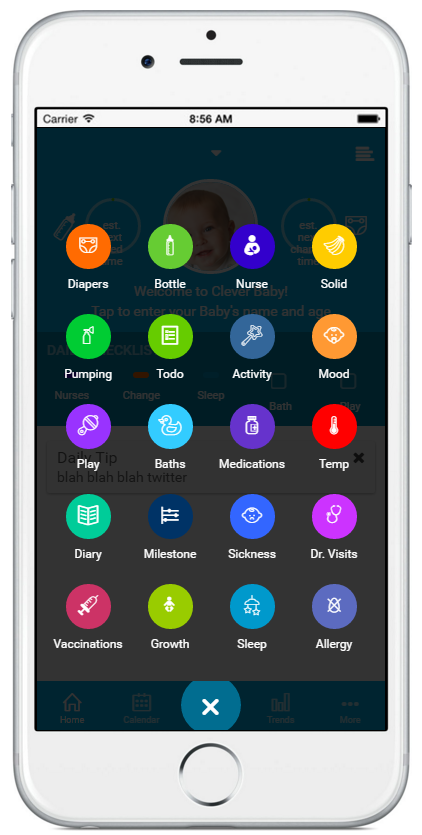 Carrier 8:56 AM
est. next feed time
est. next change time
Diapers Bottle Nurse Solid
Welcome to Clever Baby!
Tap to enter your Baby's name and age
DAILY CHECKLIST
Pumping Todo Activity Mood
Nurses Change Sleep Bath Play
Play Baths Medications Temp
Daily Tip
blah blah blah twitter
Diary Milestone Sickness Dr. Visits
Vaccinations Growth Sleep Allergy
Home Calendar Trends More